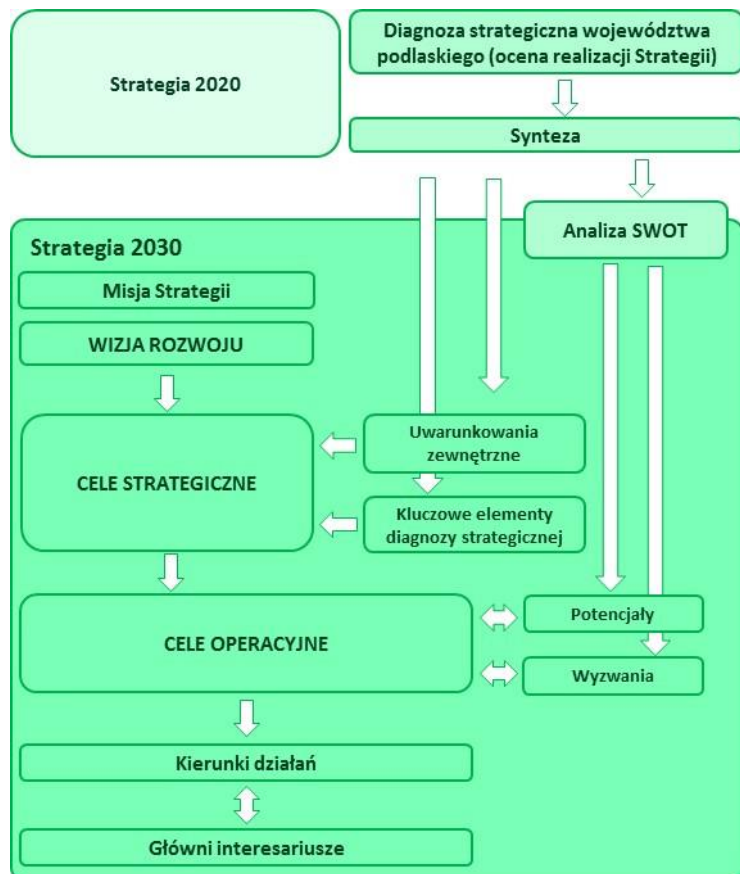 Strategia 2020
Diagnoza strategiczna województwa
podlaskiego (ocena realizacji Strategii)
Synteza
Analiza SWOT
Strategia 2030
Misja Strategii
WIZJA ROZWOJU
CELE STRATEGICZNE
Uwarunkowania
zewnętrzne
Kluczowe elementy
diagnozy strategicznej
CELE OPERACYJNE
Potencjały
Wyzwania
Kierunki działań
Główni interesariusze